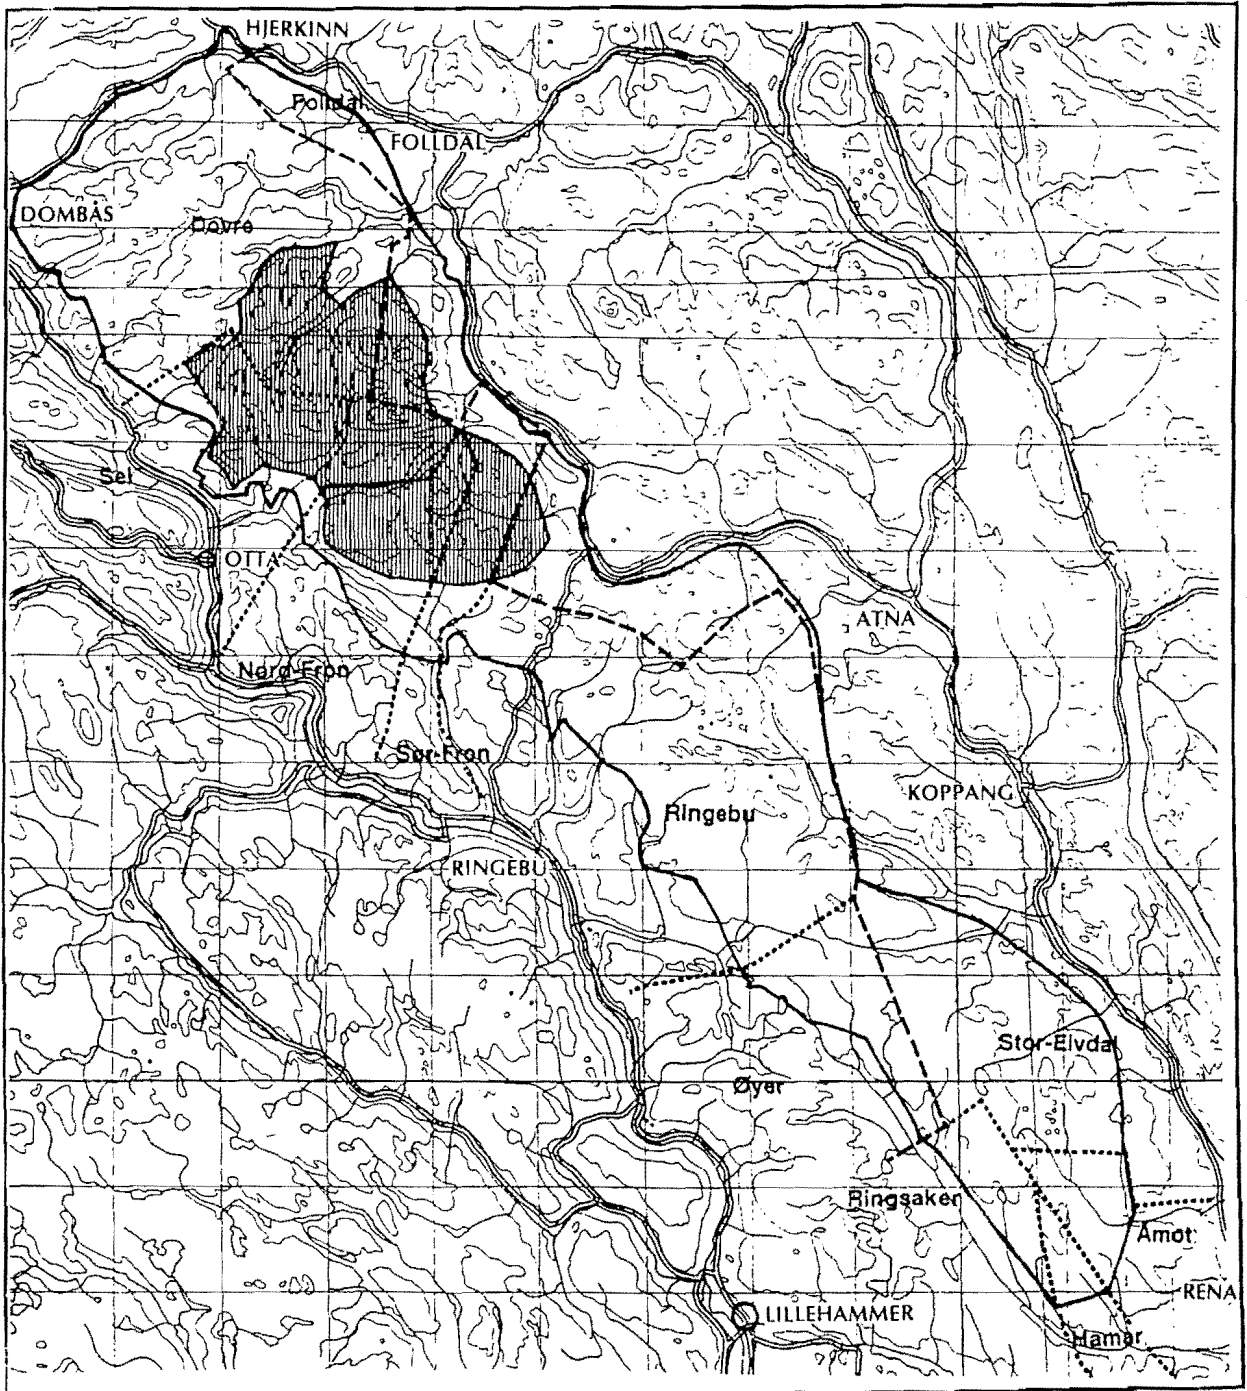 HJERKINN
Folldal
FOLLDAL
DOMBÅS
Dovre
Sel
OTTA
ATNA
Nord-Fron
Sør-Fron
KOPPANG
Ringebu
RINGEBU
Stor-Elvdal
Øyer
Ringsaker
Åmot
RENA
LILLEHAMMER
Hamar